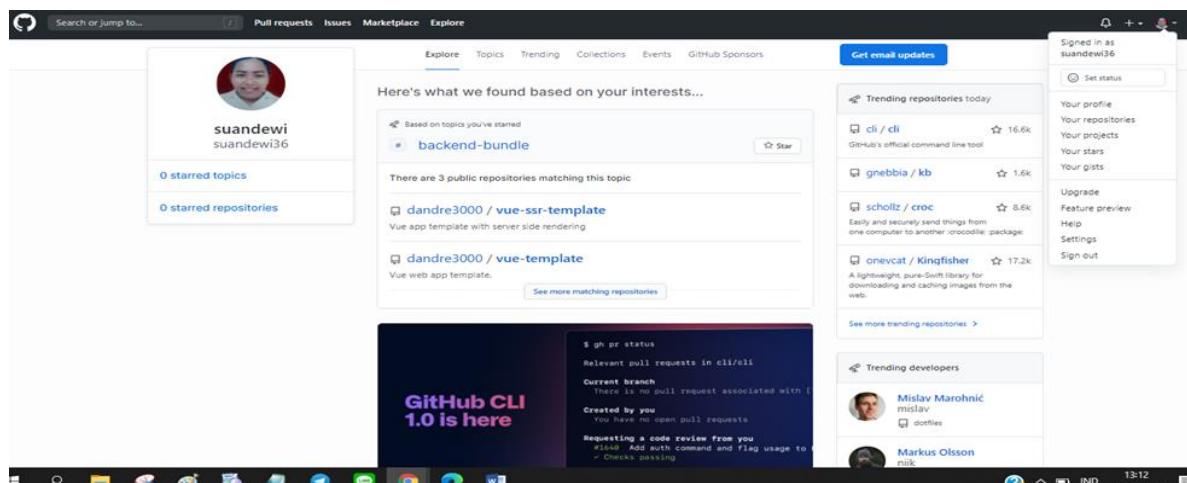 Search or jump to...
/
Pull requests Issues Marketplace Explore
suandewi
suandewi36
0 starred topics
0 starred repositories
Explore Topics Trending Collections Events GitHub Sponsors
Here's what we found based on your interests...
Based on topics you've starred
# backend-bundle
Star
There are 3 public repositories matching this topic
dandre3000 / vue-ssr-template
Vue app template with server side rendering
dandre3000 / vue-template
Vue web app template.
See more matching repositories
GitHub CLI
1.0 is here
$ gh pr status
Relevant pull requests in cli/cli
Current branch
There is no pull request associated with [
Created by you
You have no open pull requests
Requesting a code review from you
#1640 Add auth command and flag usage to
✓ Checks passing
Get email updates
Trending repositories today
cli / cli 16.6k
GitHub's official command line tool
gnebbia / kb 1.6k
schollz / croc 8.6k
Easily and securely send things from
one computer to another :crocodile: :package:
onevcat / Kingfisher 17.2k
A lightweight, pure-Swift library for
downloading and caching images from the
web.
See more trending repositories >
Trending developers
Mislav Marohnić
mislav
dotfiles
Markus Olsson
niik
Signed in as
suandewi36
Set status
Your profile
Your repositories
Your projects
Your stars
Your gists
Upgrade
Feature preview
Help
Settings
Sign out
IND
13:12